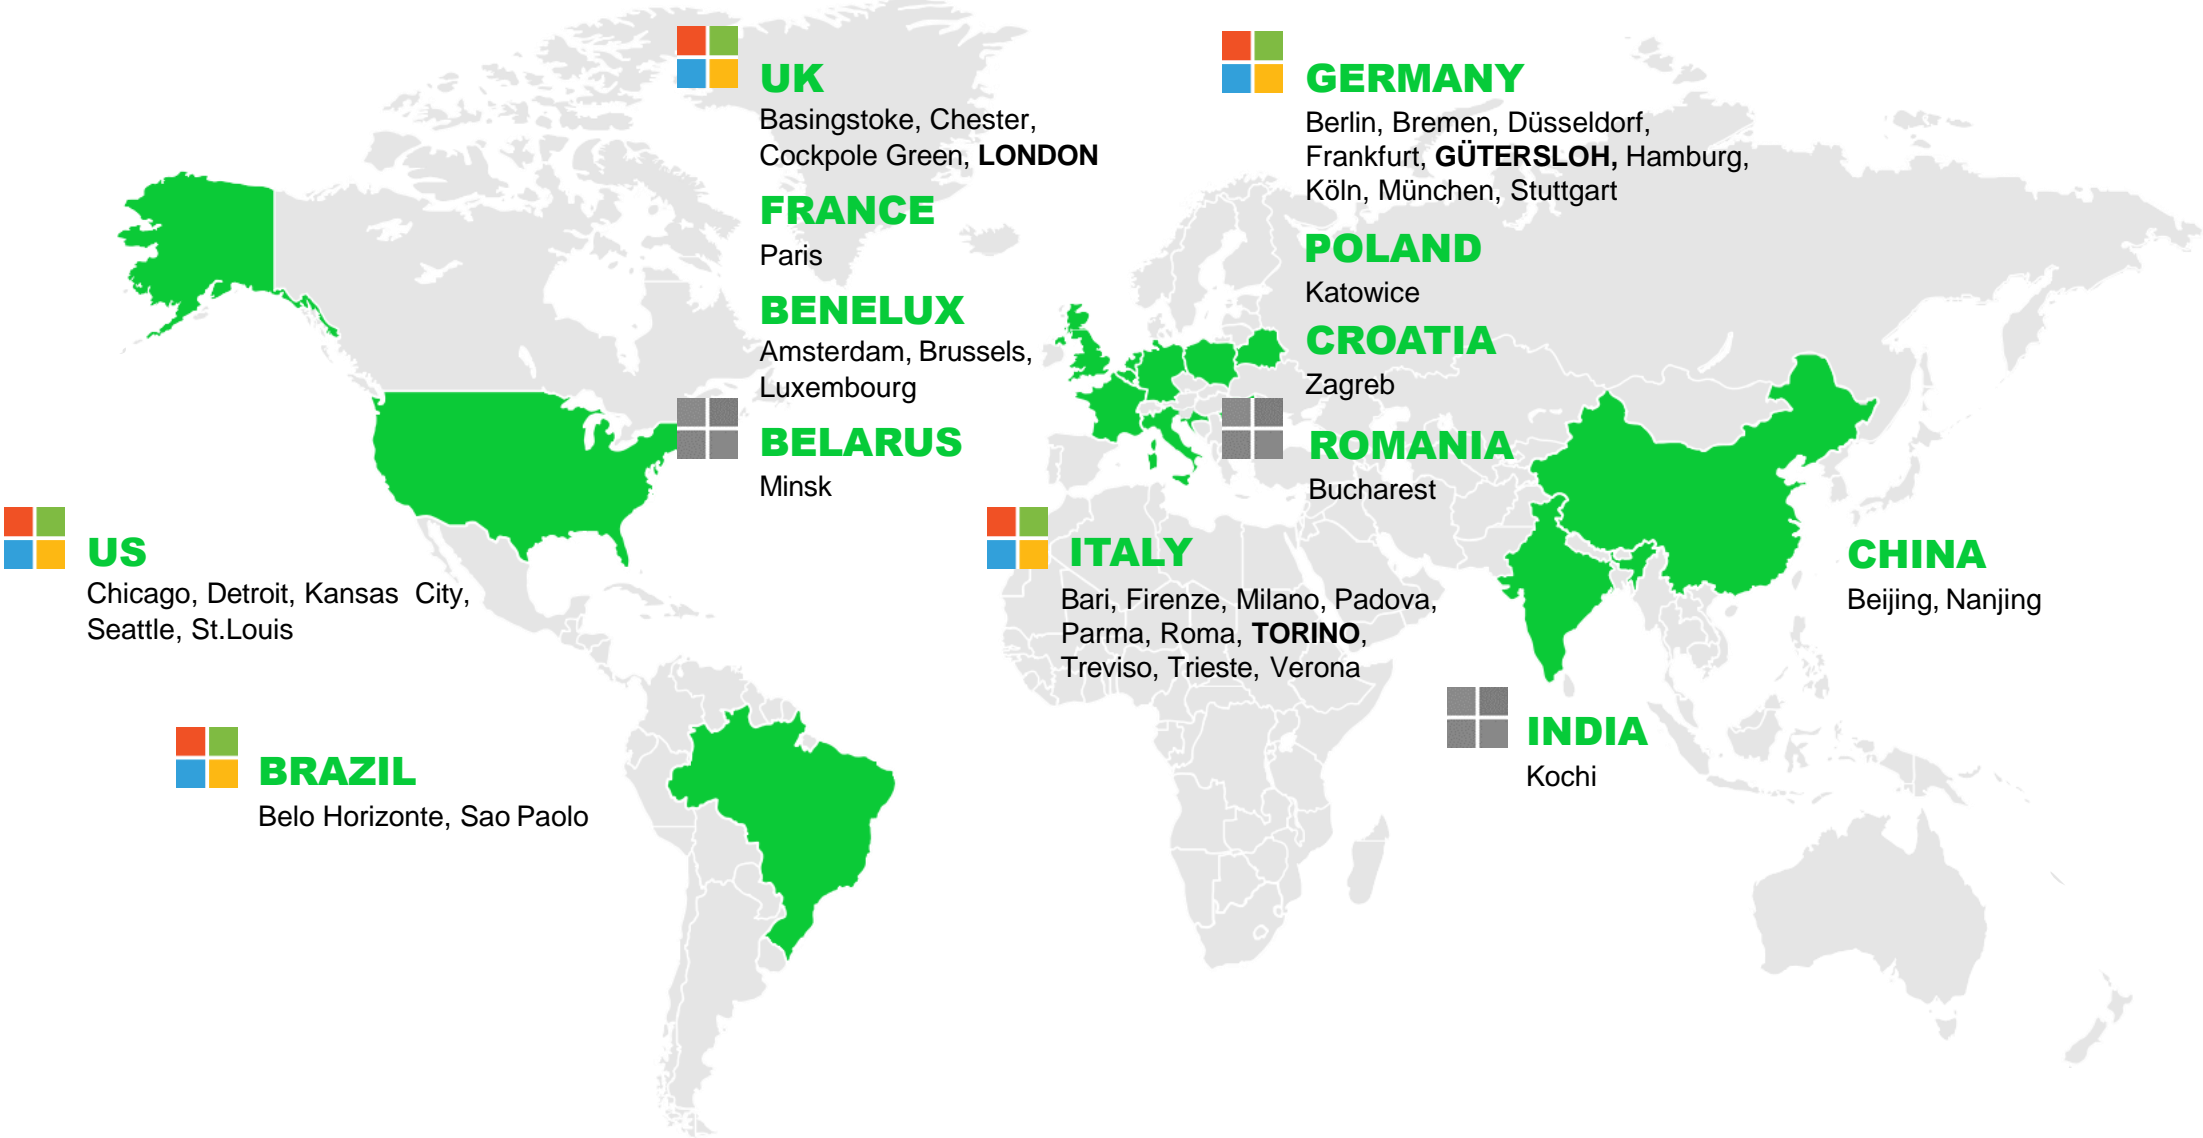 UK
Basingstoke, Chester,
Cockpole Green, LONDON
FRANCE
Paris
BENELUX
Amsterdam, Brussels,
Luxembourg
BELARUS
Minsk
GERMANY
Berlin, Bremen, Düsseldorf,
Frankfurt, GÜTERSLOH, Hamburg,
Köln, München, Stuttgart
POLAND
Katowice
CROATIA
Zagreb
ROMANIA
Bucharest
US
Chicago, Detroit, Kansas City,
Seattle, St.Louis
ITALY
Bari, Firenze, Milano, Padova,
Parma, Roma, TORINO,
Treviso, Trieste, Verona
CHINA
Beijing, Nanjing
BRAZIL
Belo Horizonte, Sao Paolo
INDIA
Kochi